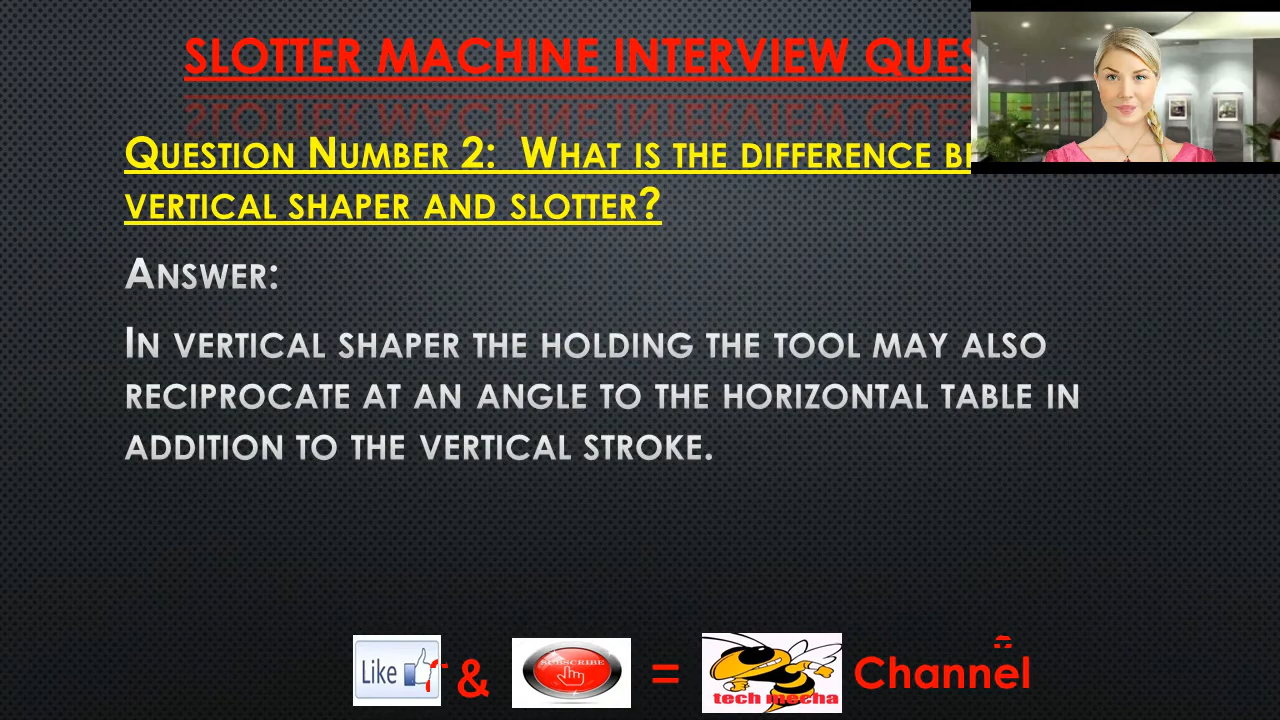 SLOTTER MACHINE INTERVIEW
QUESTION NUMBER 2: WHAT IS THE DIFFERENCE
VERTICAL SHAPER AND SLOTTER?
ANSWER:
IN VERTICAL SHAPER THE HOLDING THE TOOL MAY ALSO
RECIPROCATE AT AN ANGLE TO THE HORIZONTAL TABLE IN
ADDITION TO THE VERTICAL STROKE.
Like & SUBSCRIBE = tech mecha Channel